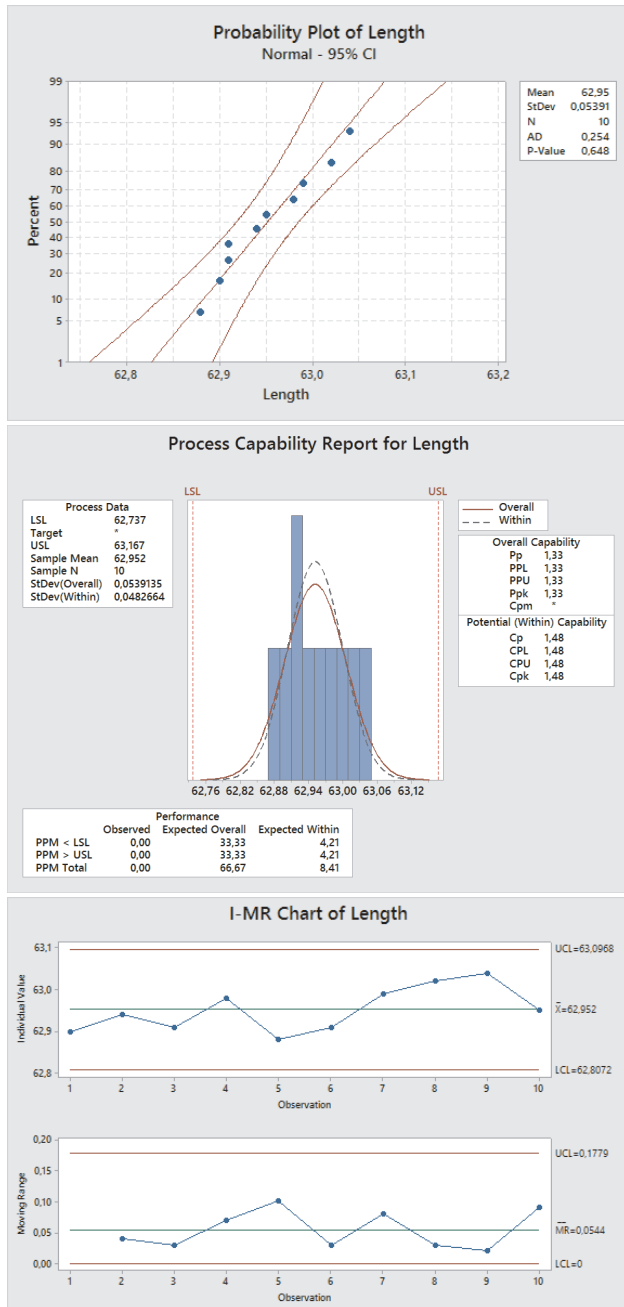 Probability Plot of Length
Normal - 95% CI
99
95
90
80
70
60
50
40
30
20
10
5
1
Percent
62,8 62,9 63,0 63,1 63,2
Length
Mean 62,95
StDev 0,05391
N 10
AD 0,254
P-Value 0,648
Process Capability Report for Length
LSL USL
Process Data
LSL 62,737
Target *
USL 63,167
Sample Mean 62,952
Sample N 10
StDev(Overall) 0,0539135
StDev(Within) 0,0482664
Overall
Within
Overall Capability
Pp 1,33
PPL 1,33
PPU 1,33
Ppk 1,33
Cpm *
Potential (Within) Capability
Cp 1,48
CPL 1,48
CPU 1,48
Cpk 1,48
62,76 62,82 62,88 62,94 63,00 63,06 63,12
Performance
Observed Expected Overall Expected Within
PPM < LSL 0,00 33,33 4,21
PPM > USL 0,00 33,33 4,21
PPM Total 0,00 66,67 8,41
I-MR Chart of Length
63,1
63,0
62,9
62,8
Individual Value
UCL=63,0968
X̄=62,952
LCL=62,8072
1 2 3 4 5 6 7 8 9 10
Observation
0,20
0,15
0,10
0,05
0,00
Moving Range
UCL=0,1779
M̅R̅=0,0544
LCL=0
1 2 3 4 5 6 7 8 9 10
Observation